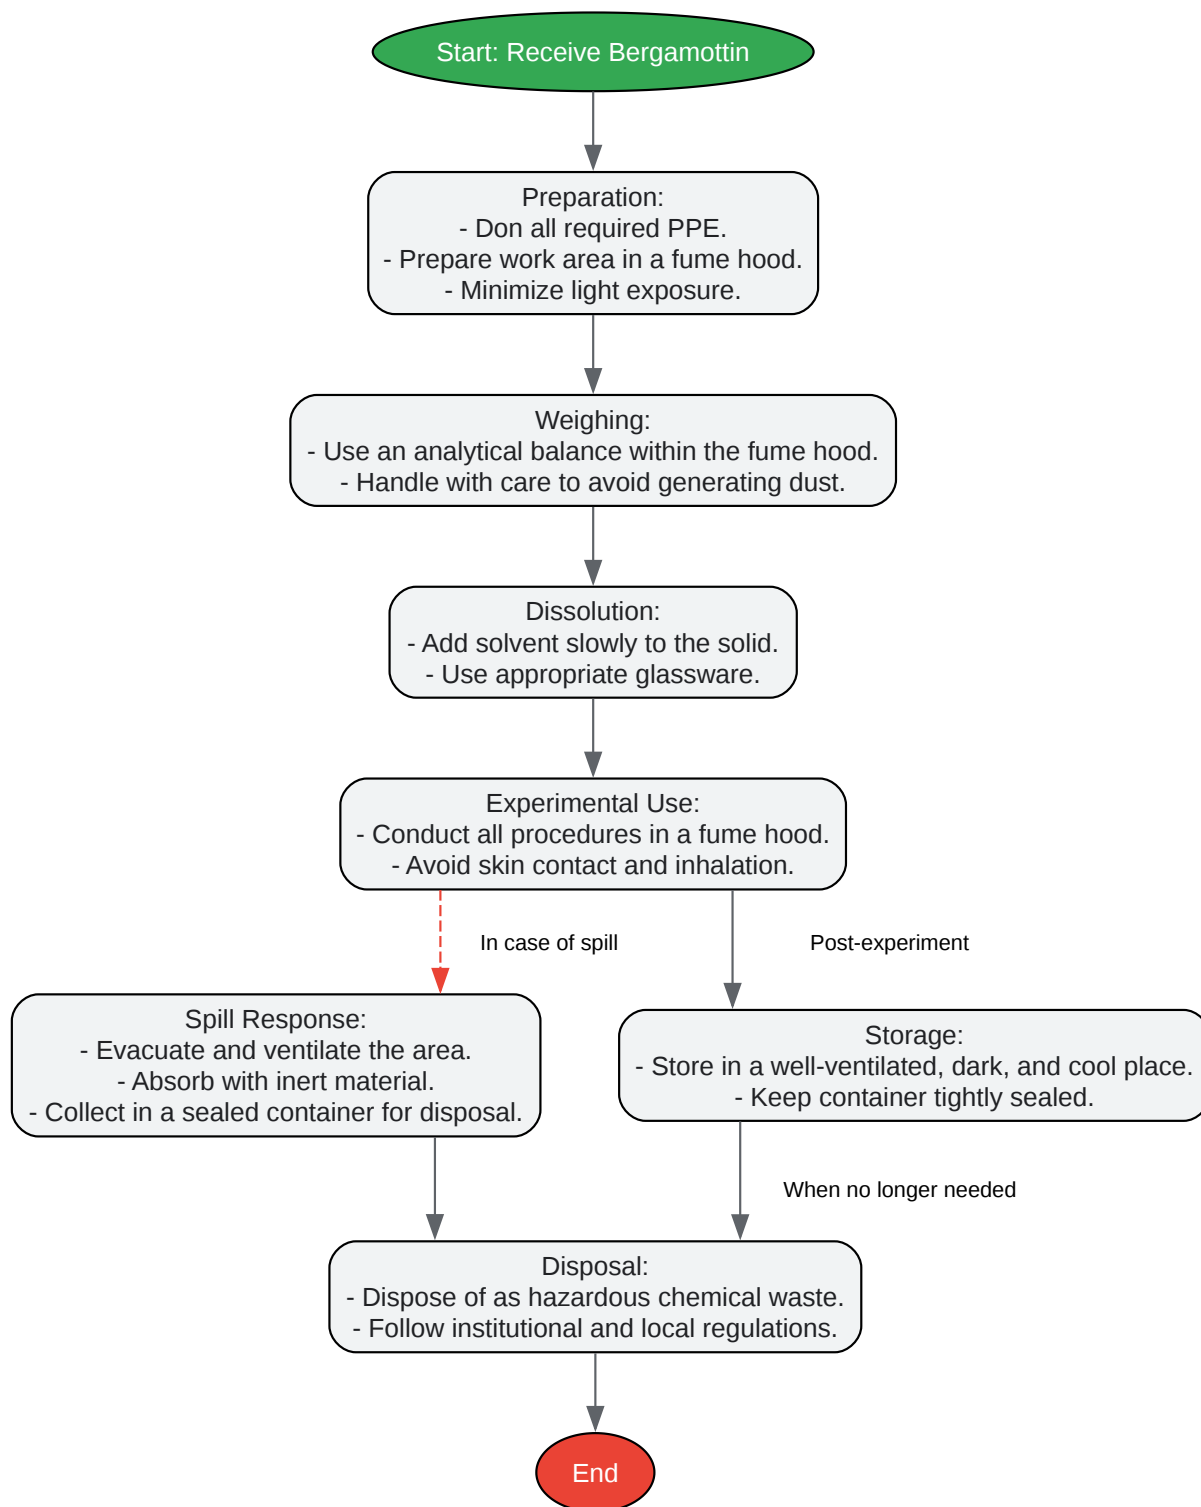 Start: Receive Bergamottin
Preparation:
- Don all required PPE.
- Prepare work area in a fume hood.
- Minimize light exposure.
Weighing:
- Use an analytical balance within the fume hood.
- Handle with care to avoid generating dust.
Dissolution:
- Add solvent slowly to the solid.
- Use appropriate glassware.
Experimental Use:
- Conduct all procedures in a fume hood.
- Avoid skin contact and inhalation.
In case of spill
Post-experiment
Spill Response:
- Evacuate and ventilate the area.
- Absorb with inert material.
- Collect in a sealed container for disposal.
Storage:
- Store in a well-ventilated, dark, and cool place.
- Keep container tightly sealed.
When no longer needed
Disposal:
- Dispose of as hazardous chemical waste.
- Follow institutional and local regulations.
End